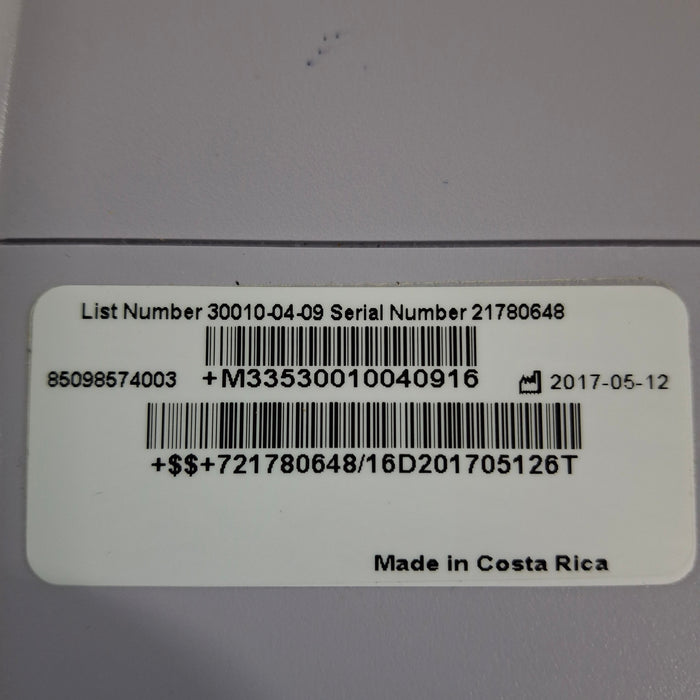 List Number 30010-04-09 Serial Number 21780648
85098574003 +M33530010040916 2017-05-12
+$$+721780648/16D201705126T
Made in Costa Rica